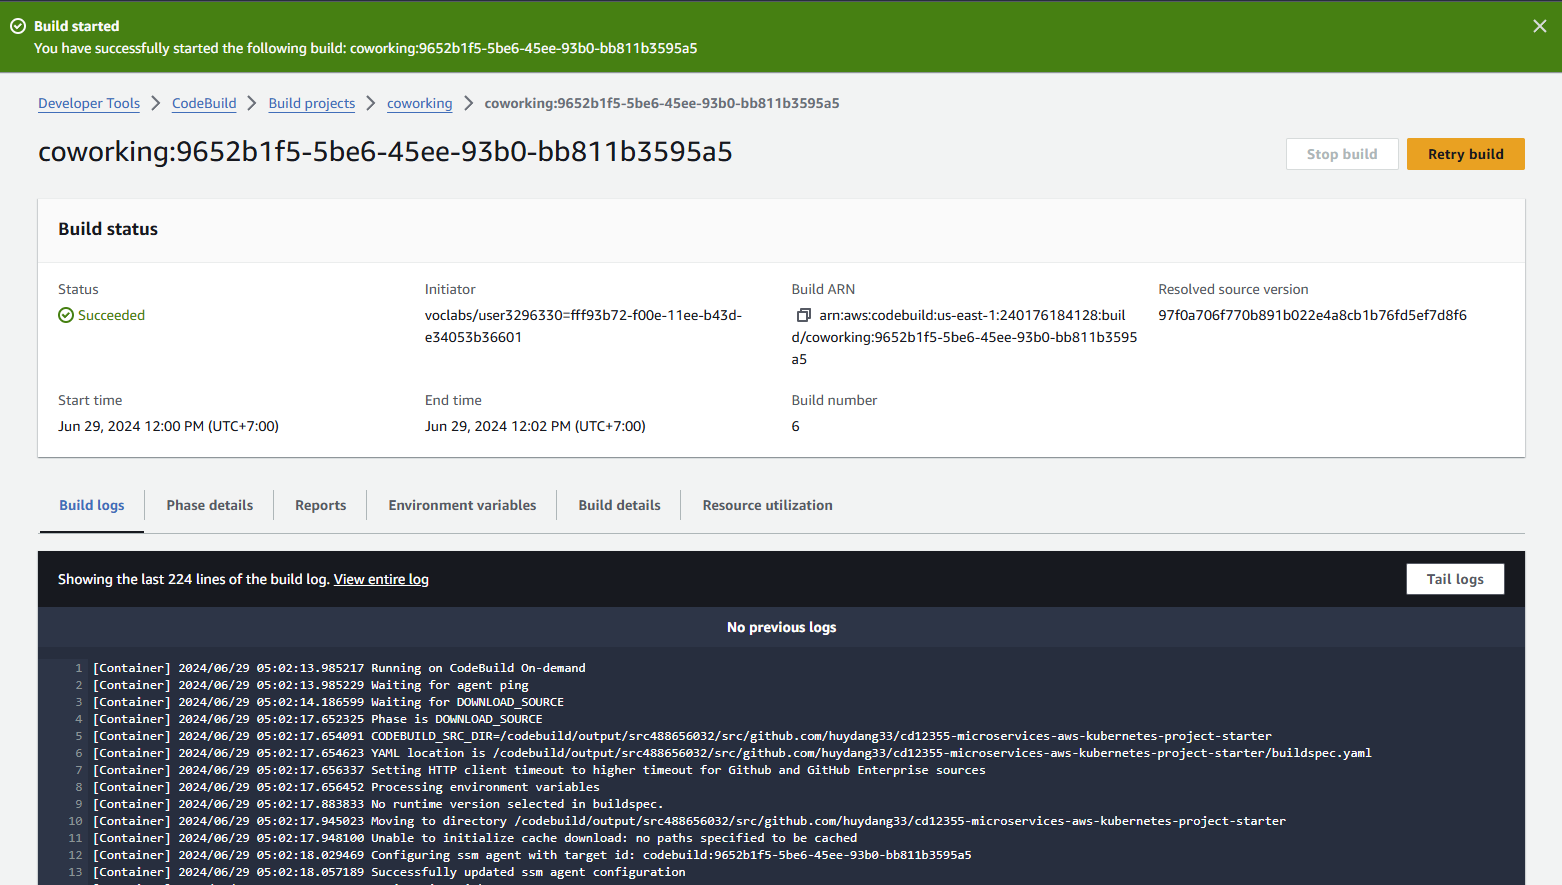 Build started
You have successfully started the following build: coworking:9652b1f5-5be6-45ee-93b0-bb811b3595a5
Developer Tools > CodeBuild > Build projects > coworking > coworking:9652b1f5-5be6-45ee-93b0-bb811b3595a5
coworking:9652b1f5-5be6-45ee-93b0-bb811b3595a5
Stop build
Retry build
Build status
Status
Succeeded
Initiator
voclabs/user3296330=fff93b72-f00e-11ee-b43d-
e34053b36601
Build ARN
arn:aws:codebuild:us-east-1:240176184128:buil
d/coworking:9652b1f5-5be6-45ee-93b0-bb811b3595
a5
Resolved source version
97f0a706f770b891b022e4a8cb1b76fd5ef7d8f6
Start time
Jun 29, 2024 12:00 PM (UTC+7:00)
End time
Jun 29, 2024 12:02 PM (UTC+7:00)
Build number
6
Build logs
Phase details
Reports
Environment variables
Build details
Resource utilization
Showing the last 224 lines of the build log. View entire log
Tail logs
No previous logs
1 [Container] 2024/06/29 05:02:13.985217 Running on CodeBuild On-demand
2 [Container] 2024/06/29 05:02:13.985229 Waiting for agent ping
3 [Container] 2024/06/29 05:02:14.186599 Waiting for DOWNLOAD_SOURCE
4 [Container] 2024/06/29 05:02:17.652325 Phase is DOWNLOAD_SOURCE
5 [Container] 2024/06/29 05:02:17.654091 CODEBUILD_SRC_DIR=/codebuild/output/src488656032/src/github.com/huydang33/cd12355-microservices-aws-kubernetes-project-starter
6 [Container] 2024/06/29 05:02:17.654623 YAML location is /codebuild/output/src488656032/src/github.com/huydang33/cd12355-microservices-aws-kubernetes-project-starter/buildspec.yaml
7 [Container] 2024/06/29 05:02:17.656337 Setting HTTP client timeout to higher timeout for Github and GitHub Enterprise sources
8 [Container] 2024/06/29 05:02:17.656452 Processing environment variables
9 [Container] 2024/06/29 05:02:17.883833 No runtime version selected in buildspec.
10 [Container] 2024/06/29 05:02:17.945023 Moving to directory /codebuild/output/src488656032/src/github.com/huydang33/cd12355-microservices-aws-kubernetes-project-starter
11 [Container] 2024/06/29 05:02:17.948100 Unable to initialize cache download: no paths specified to be cached
12 [Container] 2024/06/29 05:02:18.029469 Configuring ssm agent with target id: codebuild:9652b1f5-5be6-45ee-93b0-bb811b3595a5
13 [Container] 2024/06/29 05:02:18.057189 Successfully updated ssm agent configuration